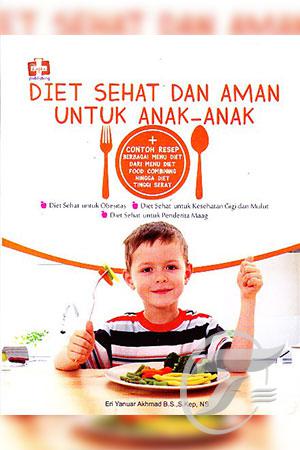 publishing
DIET SEHAT DAN AMAN
UNTUK ANAK-ANAK
+
CONTOH RESEP
BERBAGAI MENU DIET
DARI MENU DIET
FOOD COMBINING
HINGGA DIET
TINGGI SERAT
Diet Sehat untuk Obesitas
Diet Sehat untuk Kesehatan Gigi dan Mulut
Diet Sehat untuk Penderita Maag
Eri Yanuar Akhmad B.S.,S.Kep, NS